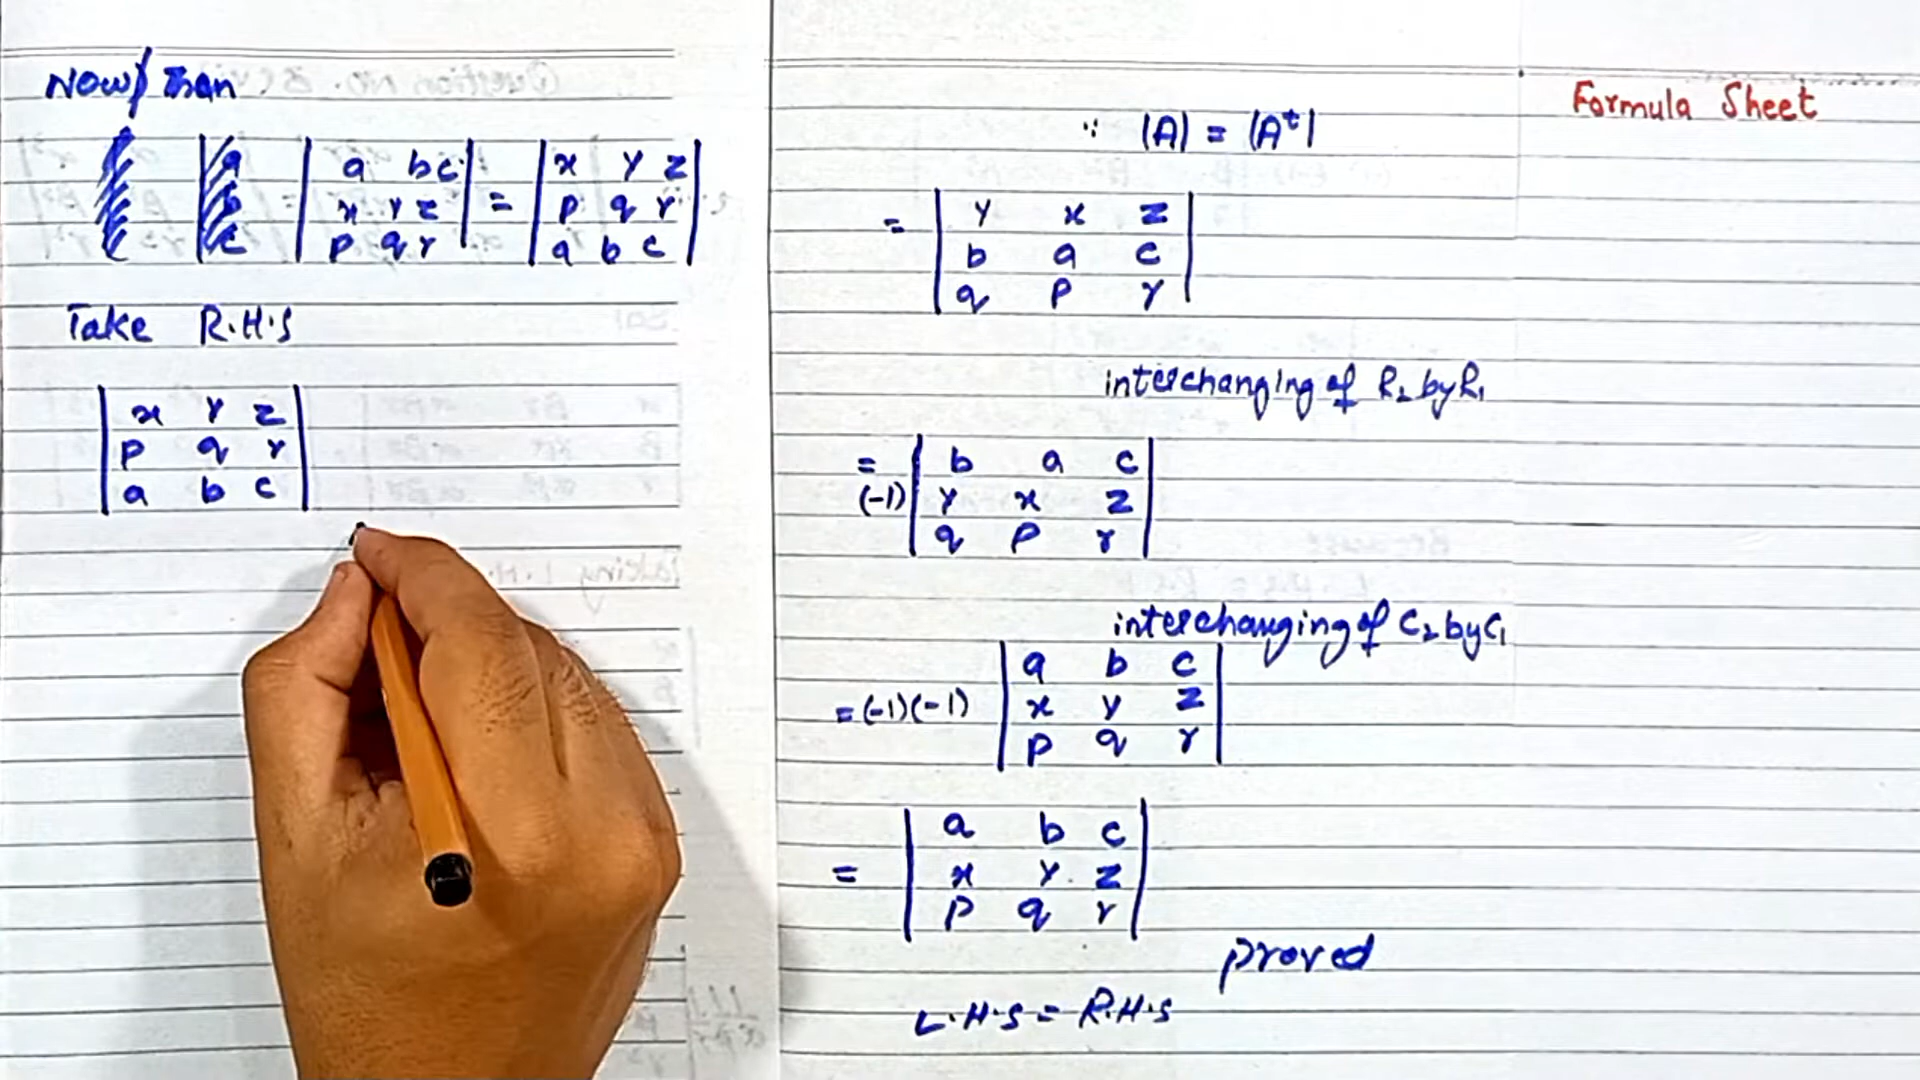 Now then
| a b c | = | x y z |
| x y z | | p q r |
| p q r | | a b c |
Take R.H.S
| x y z |
| p q r |
| a b c |
∵ |A| = |Aᵗ|
= | y x z |
| b a c |
| q p r |
interchanging of R₂ by R₁
= | b a c |
(-1) | y x z |
| q p r |
interchanging of C₂ by C₁
| a b c |
= (-1)(-1) | x y z |
| p q r |
| a b c |
= | x y z |
| p q r |
proved
L.H.S = R.H.S
Formula Sheet